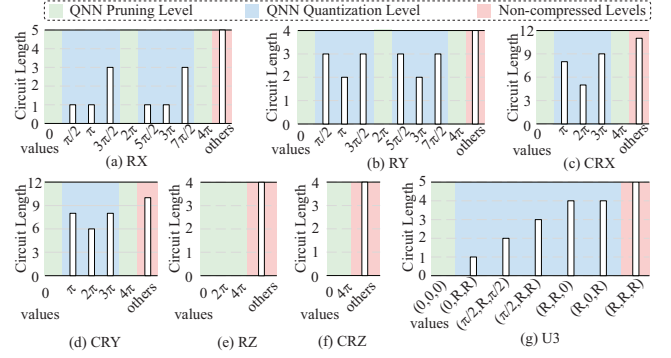 QNN Pruning Level QNN Quantization Level Non-compressed Levels
Circuit Length
5
4
3
2
1
0
0 π/2 π 3π/2 2π 5π/2 3π 7π/2 4π others
values
(a) RX
Circuit Length
4
3
2
1
0
0 π/2 π 3π/2 2π 5π/2 3π 7π/2 4π others
values
(b) RY
Circuit Length
12
9
6
3
0
0 π 2π 3π 4π others
values
(c) CRX
Circuit Length
12
9
6
3
0
0 π 2π 3π 4π others
values
(d) CRY
Circuit Length
4
3
2
1
0
0 2π 4π others
(e) RZ
Circuit Length
4
3
2
1
0
0 4π others
(f) CRZ
Circuit Length
5
4
3
2
1
0
(0,0,0) (0,R,R) (π/2,R,π/2) (π/2,R,R) (R,R,0) (R,0,R) (R,R,R)
values
(g) U3